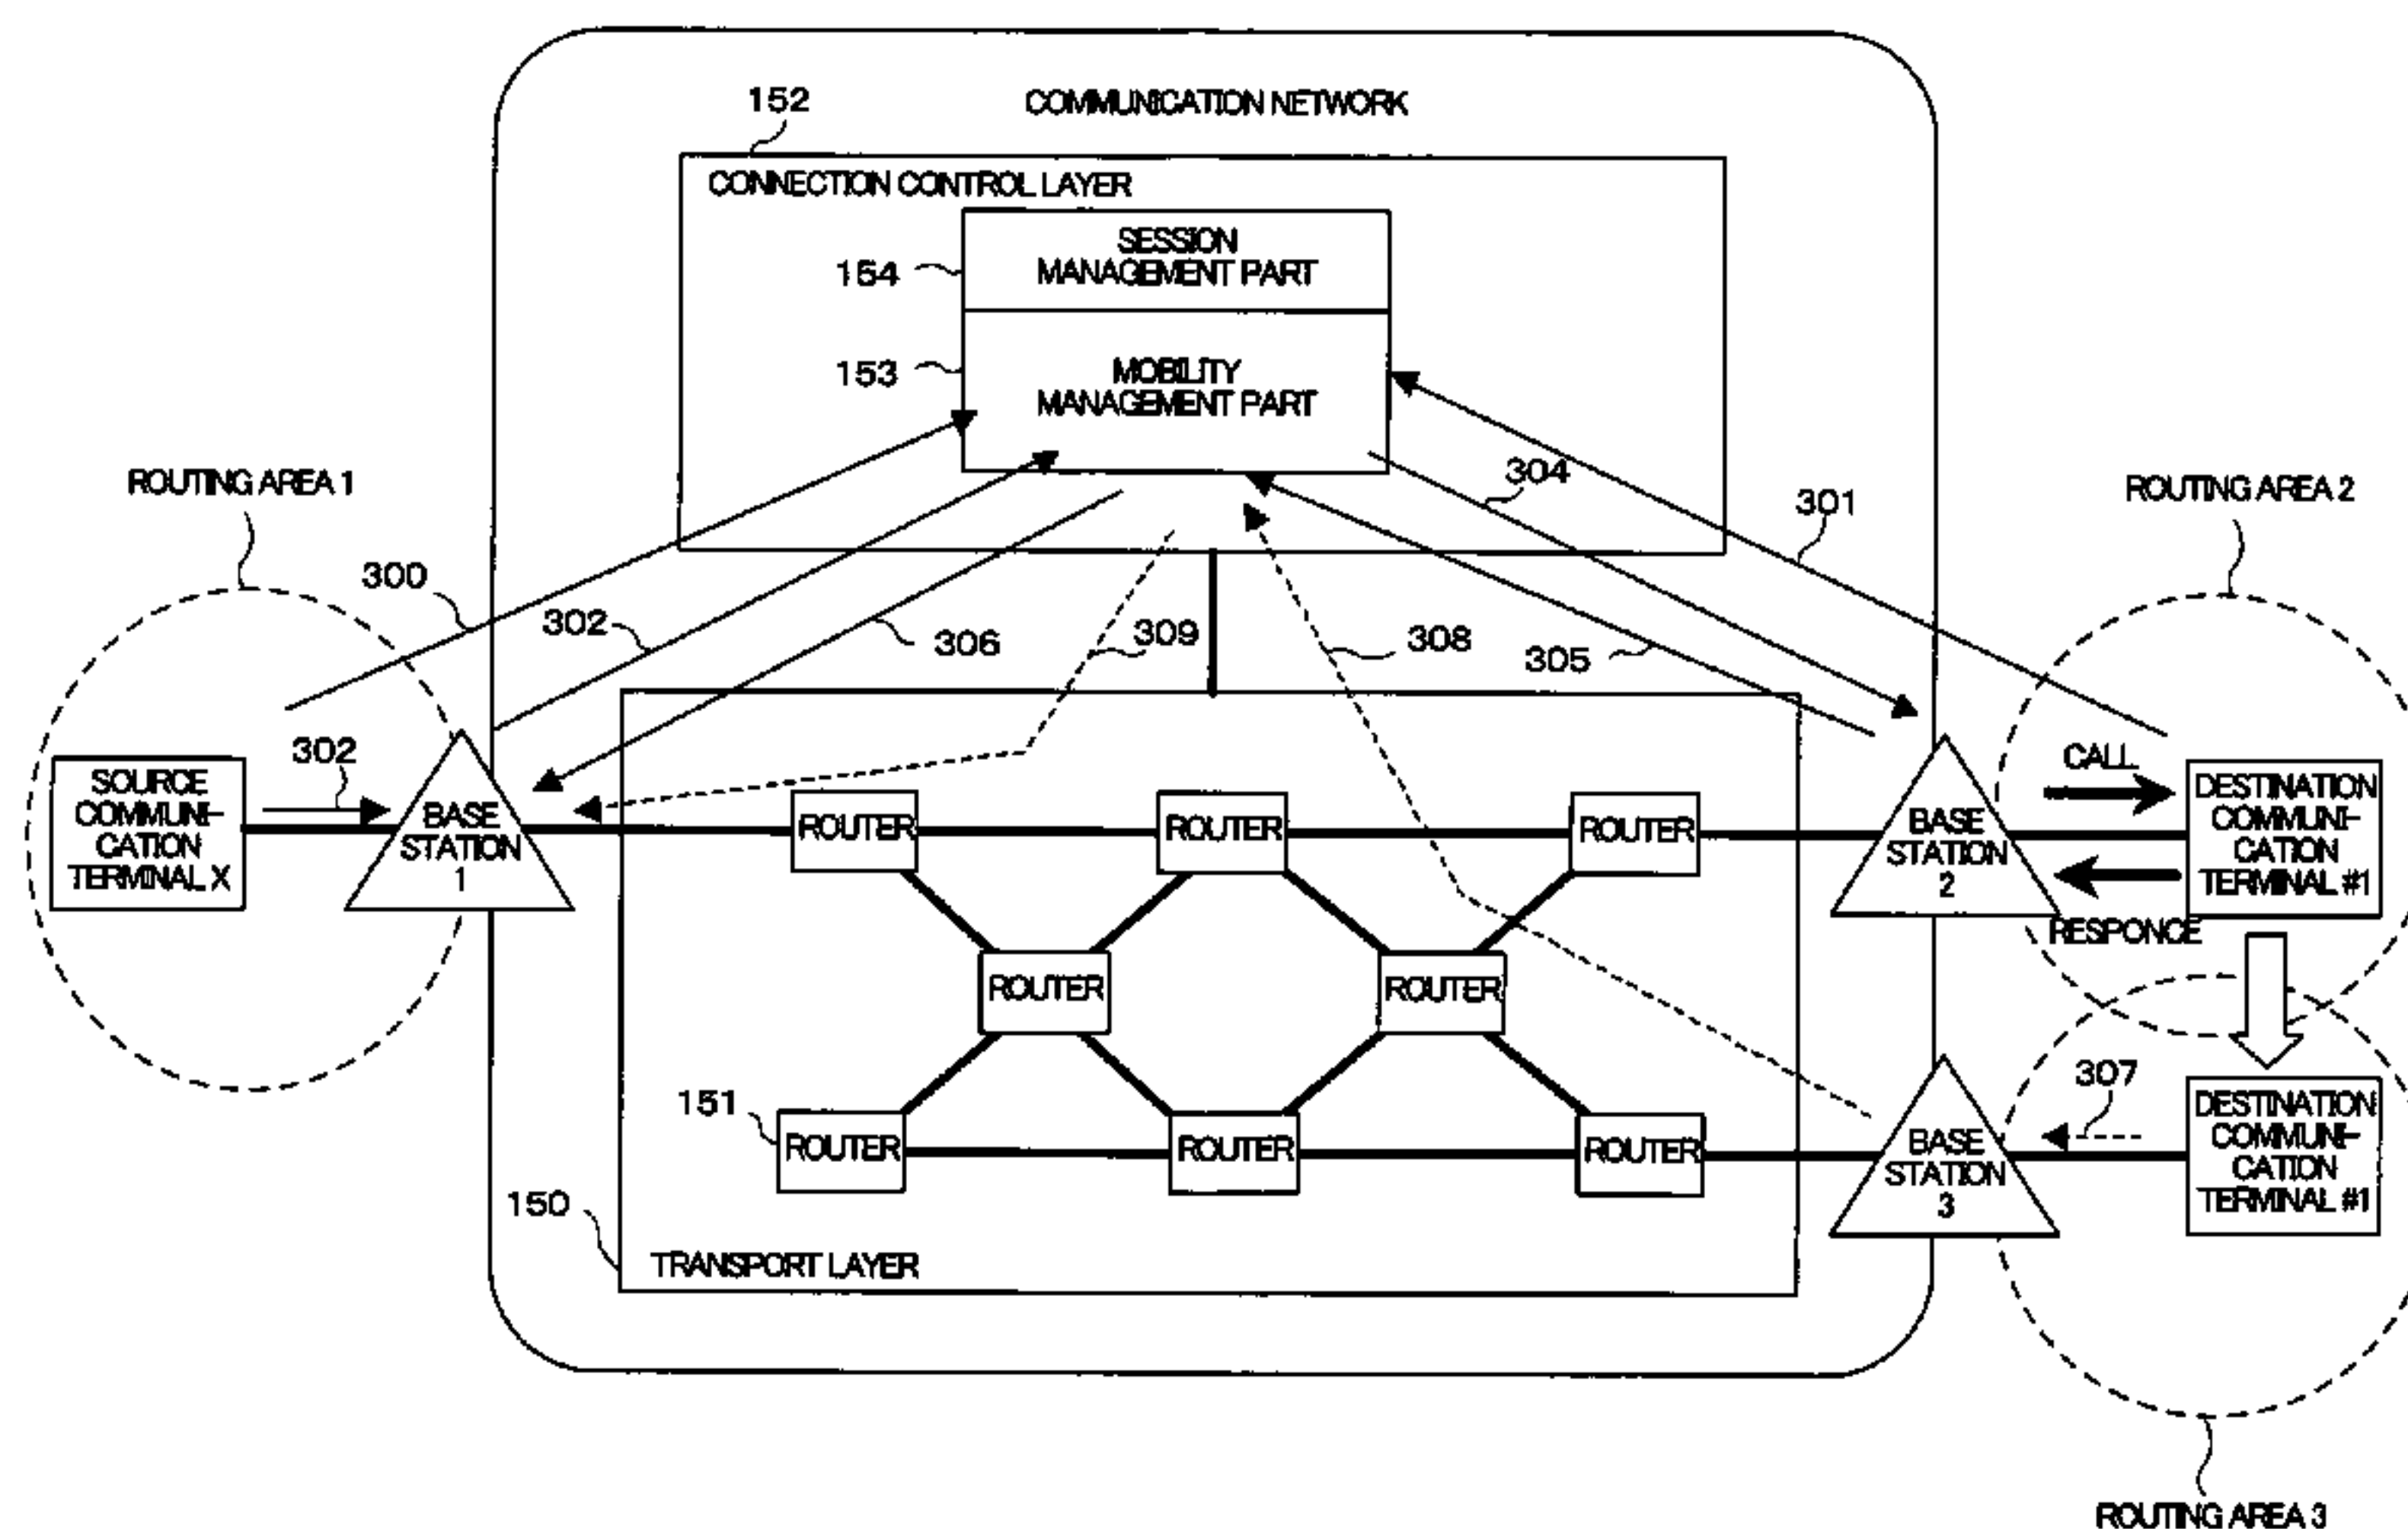 COMMUNICATION NETWORK
152
CONNECTION CONTROL LAYER
SESSION
MANAGEMENT PART
154
MOBILITY
MANAGEMENT PART
153
ROUTING AREA 1
304
301
ROUTING AREA 2
300
302
306
309
308
305
302
SOURCE
COMMUNI-
CATION
TERMINAL X
BASE
STATION
1
ROUTER
ROUTER
ROUTER
BASE
STATION
2
CALL
RESPONCE
DESTINATION
COMMUNI-
CATION
TERMINAL #1
ROUTER
ROUTER
151
ROUTER
ROUTER
ROUTER
BASE
STATION
3
307
DESTINATION
COMMUNI-
CATION
TERMINAL #1
150
TRANSPORT LAYER
ROUTING AREA 3